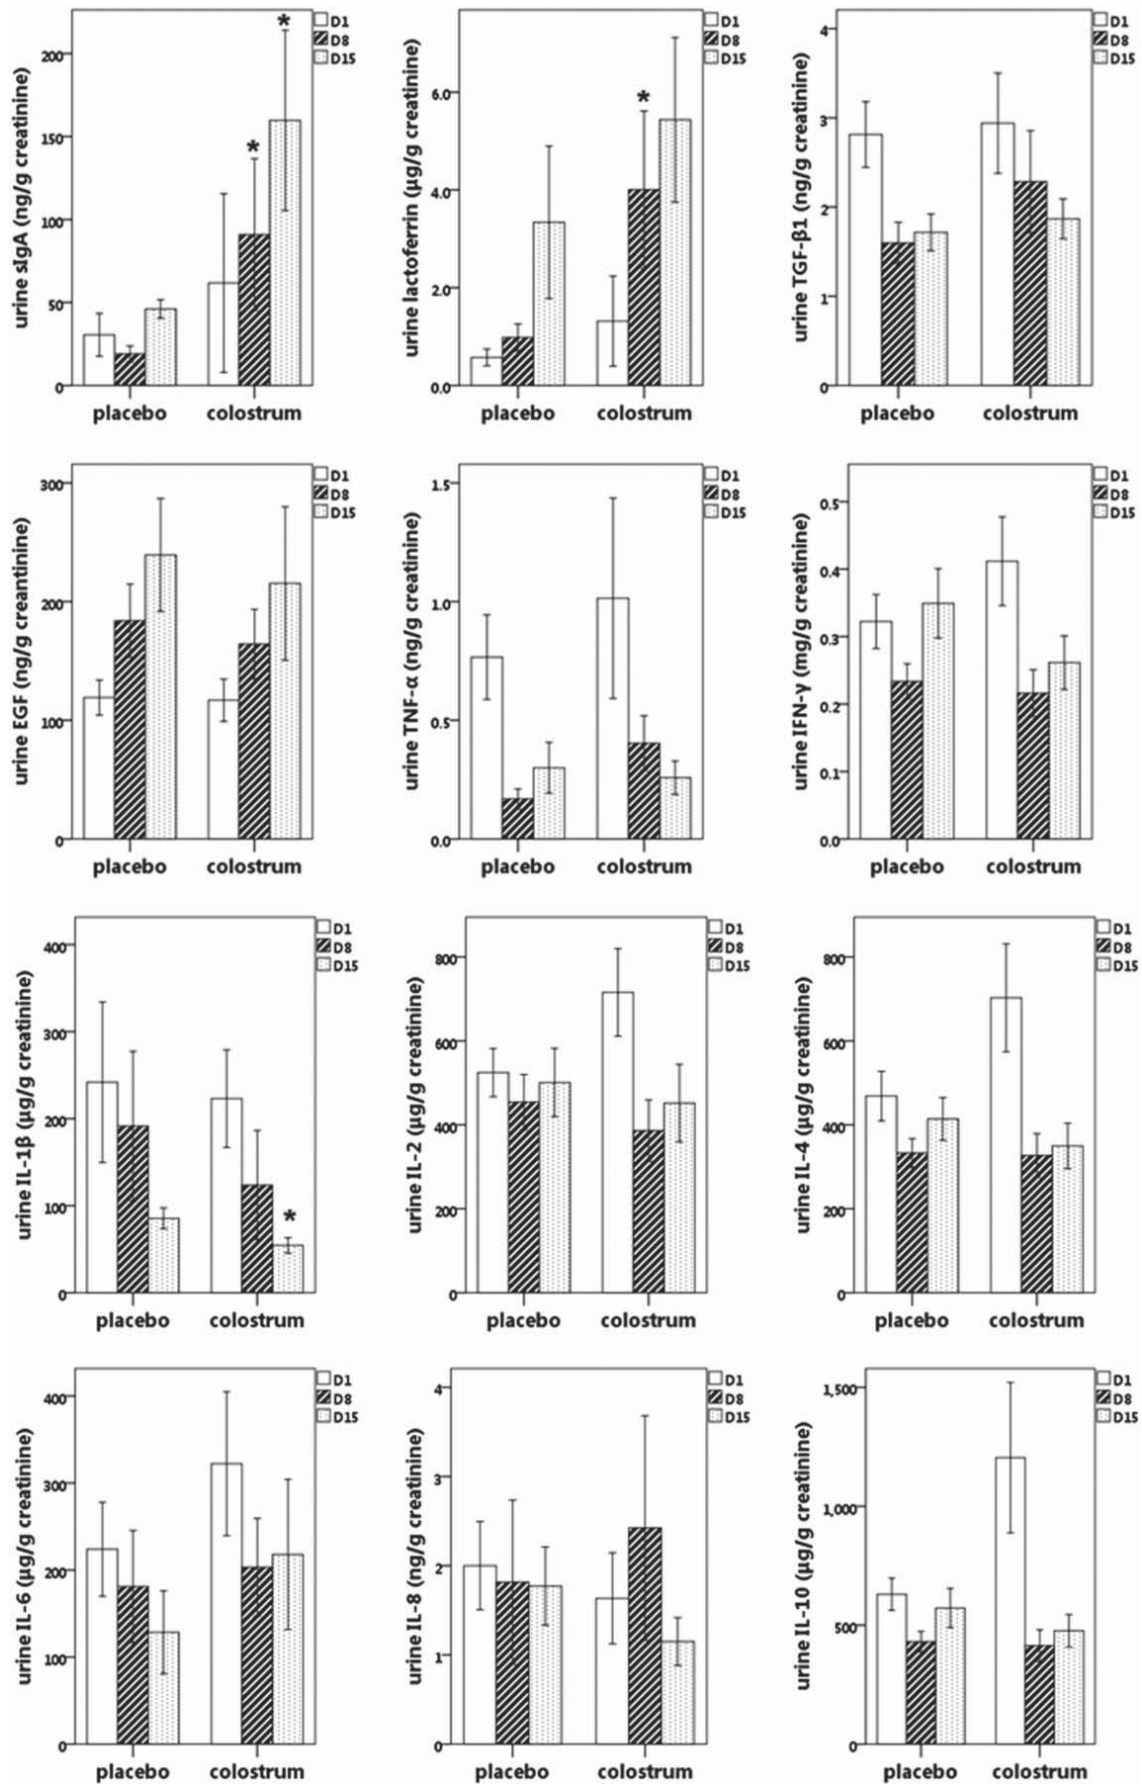 urine sIgA (ng/g creatinine)
200
150
100
50
0
*
*
placebo colostrum
D1
D8
D15
urine lactoferrin (µg/g creatinine)
6.0
4.0
2.0
0.0
*
placebo colostrum
D1
D8
D15
urine TGF-β1 (ng/g creatinine)
4
3
2
1
0
placebo colostrum
D1
D8
D15
urine EGF (ng/g creantinine)
300
200
100
0
placebo colostrum
D1
D8
D15
urine TNF-α (ng/g creatinine)
1.5
1.0
0.5
0.0
placebo colostrum
D1
D8
D15
urine IFN-γ (mg/g creatinine)
0.5
0.4
0.3
0.2
0.1
0.0
placebo colostrum
D1
D8
D15
urine IL-1β (µg/g creatinine)
400
300
200
100
0
*
placebo colostrum
D1
D8
D15
urine IL-2 (µg/g creatinine)
800
600
400
200
0
placebo colostrum
D1
D8
D15
urine IL-4 (µg/g creatinine)
800
600
400
200
0
placebo colostrum
D1
D8
D15
urine IL-6 (µg/g creatinine)
400
300
200
100
0
placebo colostrum
D1
D8
D15
urine IL-8 (ng/g creatinine)
4
3
2
1
0
placebo colostrum
D1
D8
D15
urine IL-10 (µg/g creatinine)
1,500
1,000
500
0
placebo colostrum
D1
D8
D15